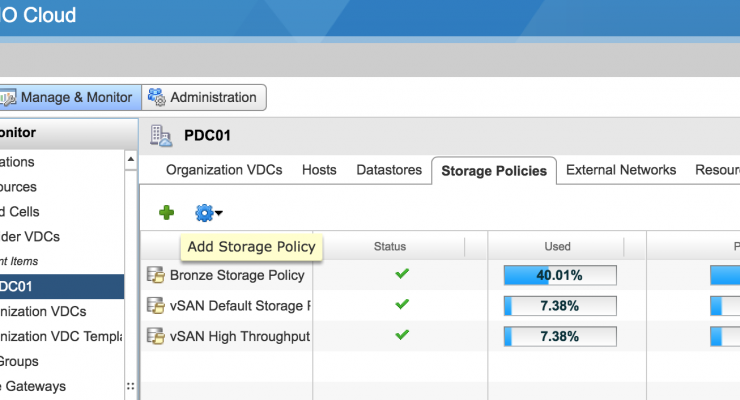 IO Cloud
Manage & Monitor
Administration
onitor
PDC01
ations
ources
d Cells
ider VDCs
nt Items
DC01
nization VDCs
nization VDC Templa
Groups
e Gateways
Organization VDCs
Hosts
Datastores
Storage Policies
External Networks
Resour
Add Storage Policy
Status
Used
P
Bronze Storage Policy
40.01%
vSAN Default Storage P
7.38%
vSAN High Throughput
7.38%